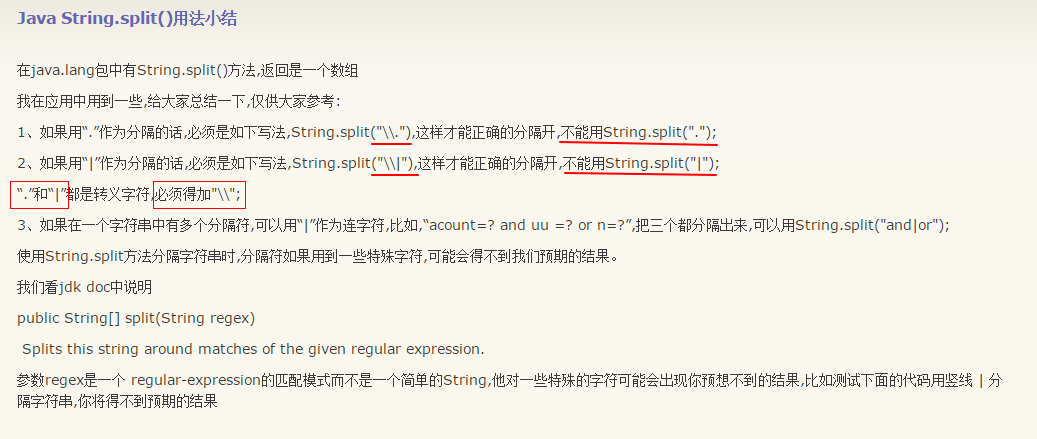 Java String.split()用法小结
在java.lang包中有String.split()方法,返回是一个数组
我在应用中用到一些,给大家总结一下,仅供大家参考:
1、如果用“.”作为分隔的话,必须是如下写法,String.split("\\."),这样才能正确的分隔开,不能用String.split(".");
2、如果用“|”作为分隔的话,必须是如下写法,String.split("\\|"),这样才能正确的分隔开,不能用String.split("|");
“.”和“|”都是转义字符,必须得加"\\";
3、如果在一个字符串中有多个分隔符,可以用“|”作为连字符,比如,“acount=? and uu =? or n=?”,把三个都分隔出来,可以用String.split("and|or");
使用String.split方法分隔字符串时,分隔符如果用到一些特殊字符,可能会得不到我们预期的结果。
我们看jdk doc中说明
public String[] split(String regex)
Splits this string around matches of the given regular expression.
参数regex是一个 regular-expression的匹配模式而不是一个简单的String,他对一些特殊的字符可能会出现你预想不到的结果,比如测试下面的代码用竖线 | 分
隔字符串,你将得不到预期的结果